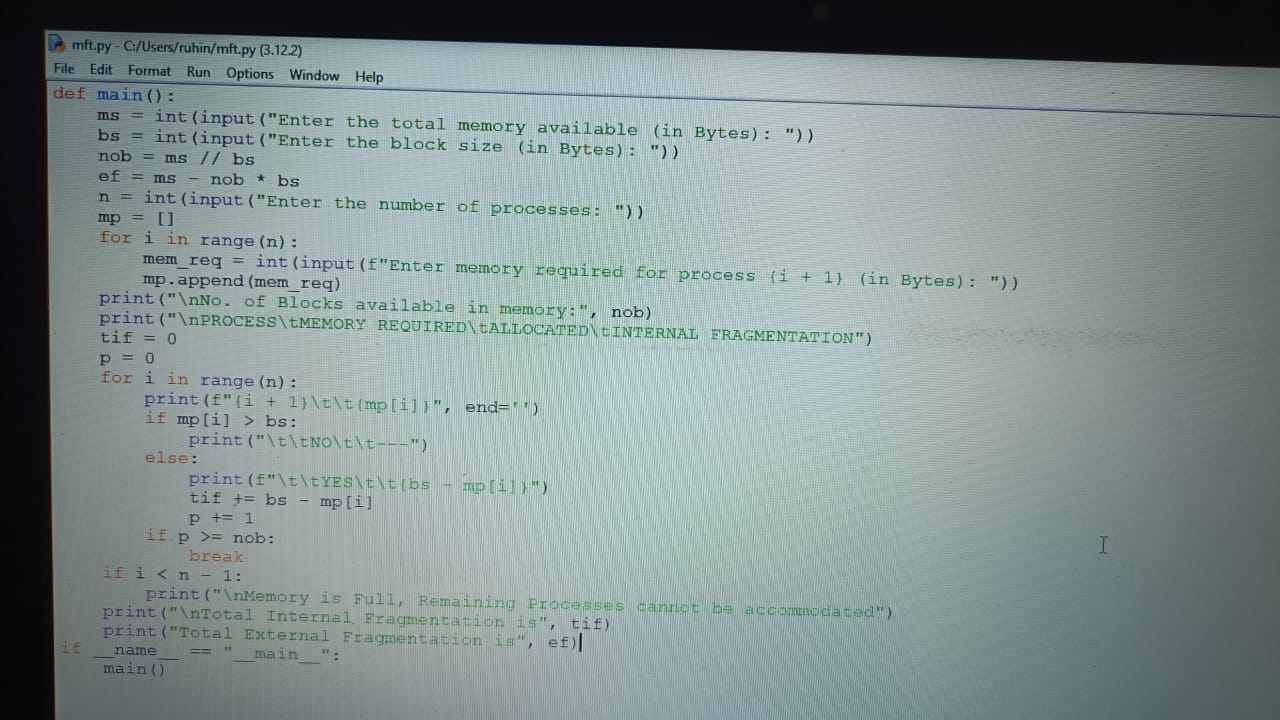 mft.py - C:/Users/ruhin/mft.py (3.12.2)
File Edit Format Run Options Window Help
def main():
    ms = int(input("Enter the total memory available (in Bytes): "))
    bs = int(input("Enter the block size (in Bytes): "))
    nob = ms // bs
    ef = ms - nob * bs
    n = int(input("Enter the number of processes: "))
    mp = []
    for i in range(n):
        mem_req = int(input(f"Enter memory required for process {i + 1} (in Bytes): "))
        mp.append(mem_req)
    print("\nNo. of Blocks available in memory:", nob)
    print("\nPROCESS\tMEMORY REQUIRED\tALLOCATED\tINTERNAL FRAGMENTATION")
    tif = 0
    p = 0
    for i in range(n):
        print(f"{i + 1}\t\t{mp[i]}", end='')
        if mp[i] > bs:
            print("\t\tNO\t\t---")
        else:
            print(f"\t\tYES\t\t{bs - mp[i]}")
            tif += bs - mp[i]
            p += 1
        if p >= nob:
            break
    if i < n - 1:
        print("\nMemory is Full, Remaining Processes cannot be accommodated")
    print("\nTotal Internal Fragmentation is", tif)
    print("Total External Fragmentation is", ef)
if __name__ == "__main__":
    main()